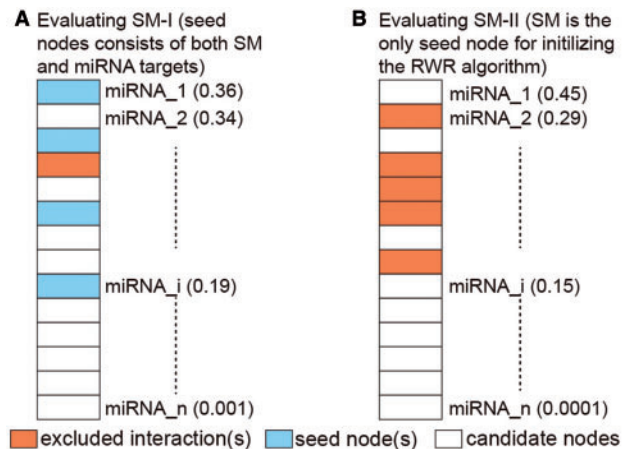 A Evaluating SM-I (seed
nodes consists of both SM
and miRNA targets)
miRNA_1 (0.36)
miRNA_2 (0.34)
miRNA_i (0.19)
miRNA_n (0.001)
B Evaluating SM-II (SM is the
only seed node for initilizing
the RWR algorithm)
miRNA_1 (0.45)
miRNA_2 (0.29)
miRNA_i (0.15)
miRNA_n (0.0001)
excluded interaction(s) seed node(s) candidate nodes